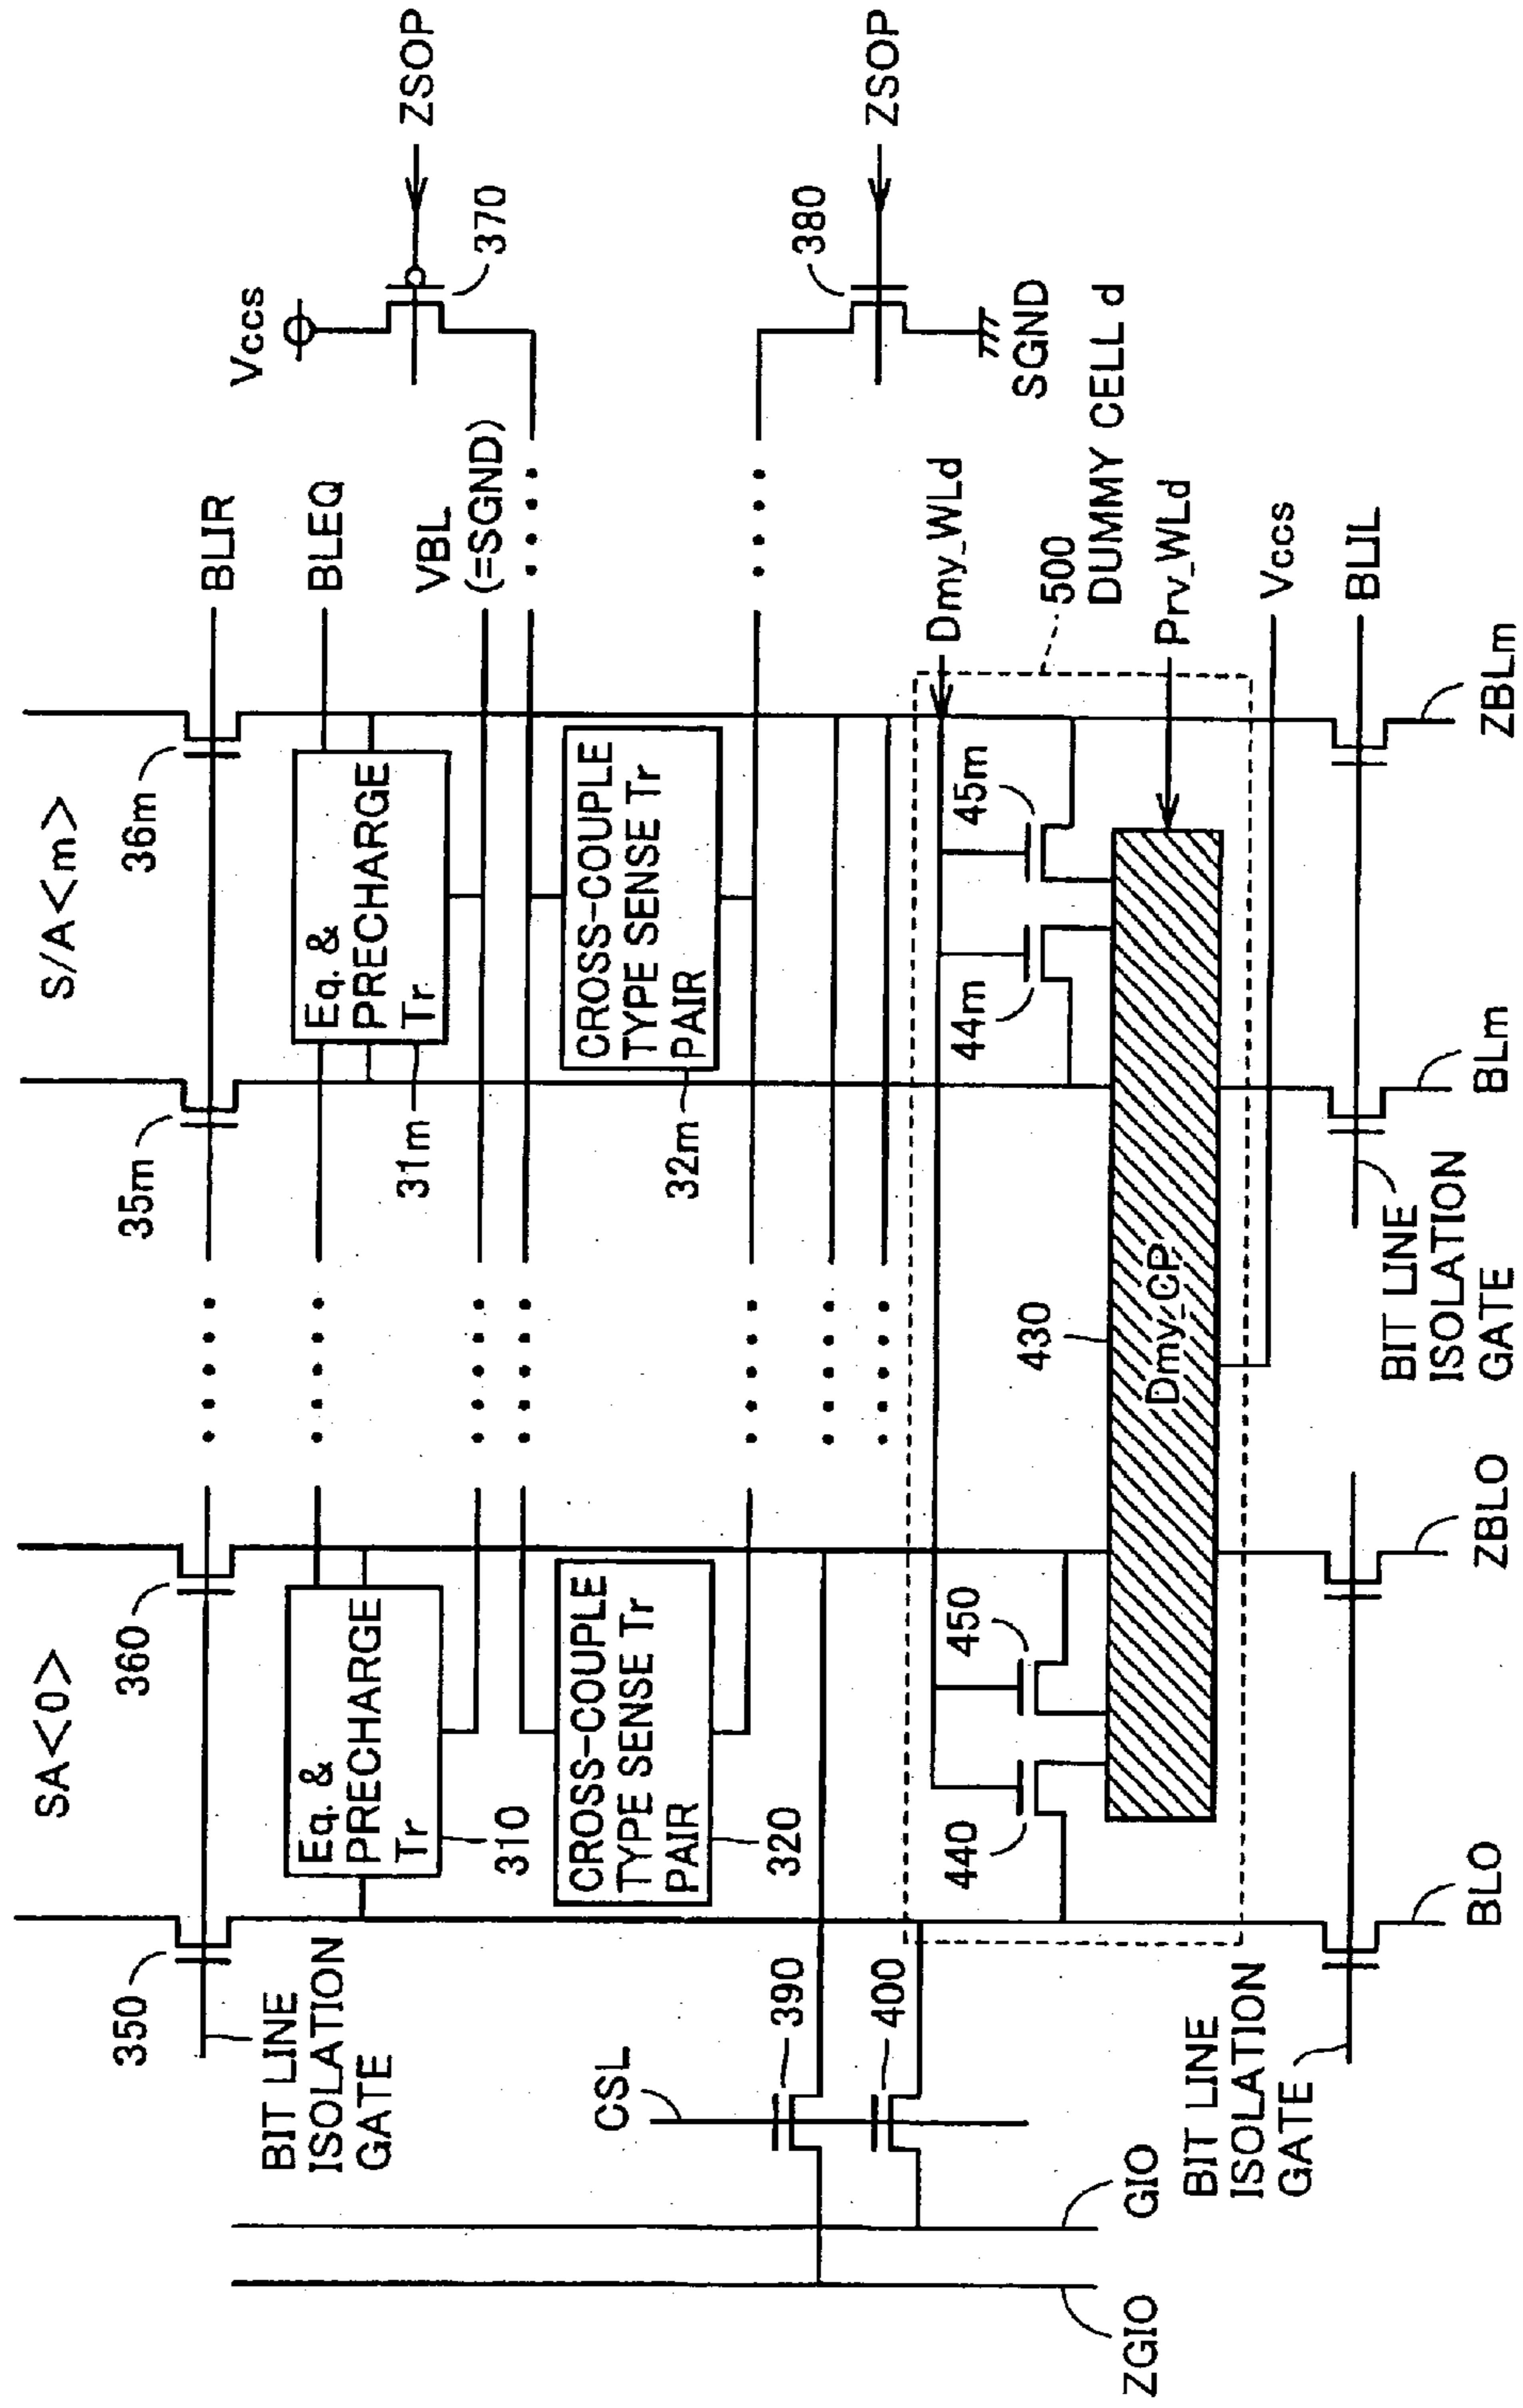 SA<0>
S/A<m>
350
360
35m
36m
BLIR
BIT LINE
ISOLATION
GATE
Eq. &
PRECHARGE
Tr
310
Eq. &
PRECHARGE
Tr
31m
BLEQ
VBL
(=SGND)
Vccs
ZSOP
370
CROSS-COUPLE
TYPE SENSE Tr
PAIR
320
CROSS-COUPLE
TYPE SENSE Tr
PAIR
32m
380
ZSOP
SGND
CSL
390
400
Dmy_WLd
500
DUMMY CELL d
440
450
44m
45m
430
Dmy_CP
Prv_WLd
Vccs
GIO
ZGIO
BIT LINE
ISOLATION
GATE
BIT LINE
ISOLATION
GATE
BLIL
BL0
ZBL0
BLm
ZBLm